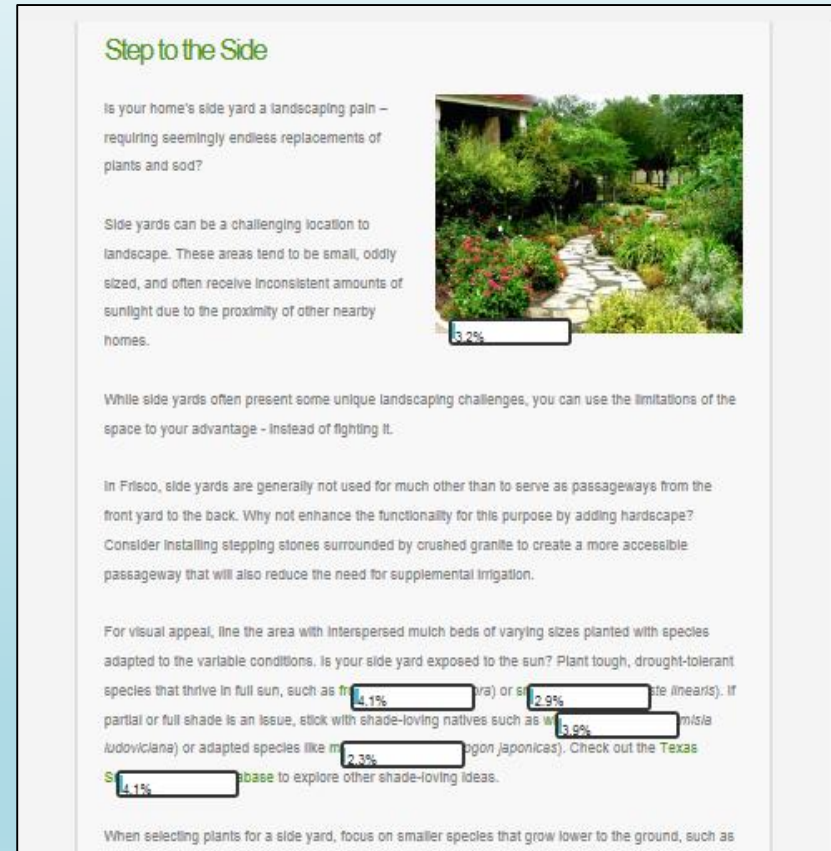 Step to the Side
Is your home's side yard a landscaping pain –
requiring seemingly endless replacements of
plants and sod?
Side yards can be a challenging location to
landscape. These areas tend to be small, oddly
sized, and often receive inconsistent amounts of
sunlight due to the proximity of other nearby
homes.
3.2%
While side yards often present some unique landscaping challenges, you can use the limitations of the
space to your advantage - instead of fighting it.
In Frisco, side yards are generally not used for much other than to serve as passageways from the
front yard to the back. Why not enhance the functionality for this purpose by adding hardscape?
Consider installing stepping stones surrounded by crushed granite to create a more accessible
passageway that will also reduce the need for supplemental irrigation.
For visual appeal, line the area with interspersed mulch beds of varying sizes planted with species
adapted to the variable conditions. Is your side yard exposed to the sun? Plant tough, drought-tolerant
species that thrive in full sun, such as 4.1% or 2.9% linearis). If
partial or full shade is an issue, stick with shade-loving natives such as 3.9%
ludoviciana) or adapted species like 2.3% japonicas). Check out the Texas
4.1% to explore other shade-loving ideas.
When selecting plants for a side yard, focus on smaller species that grow lower to the ground, such as